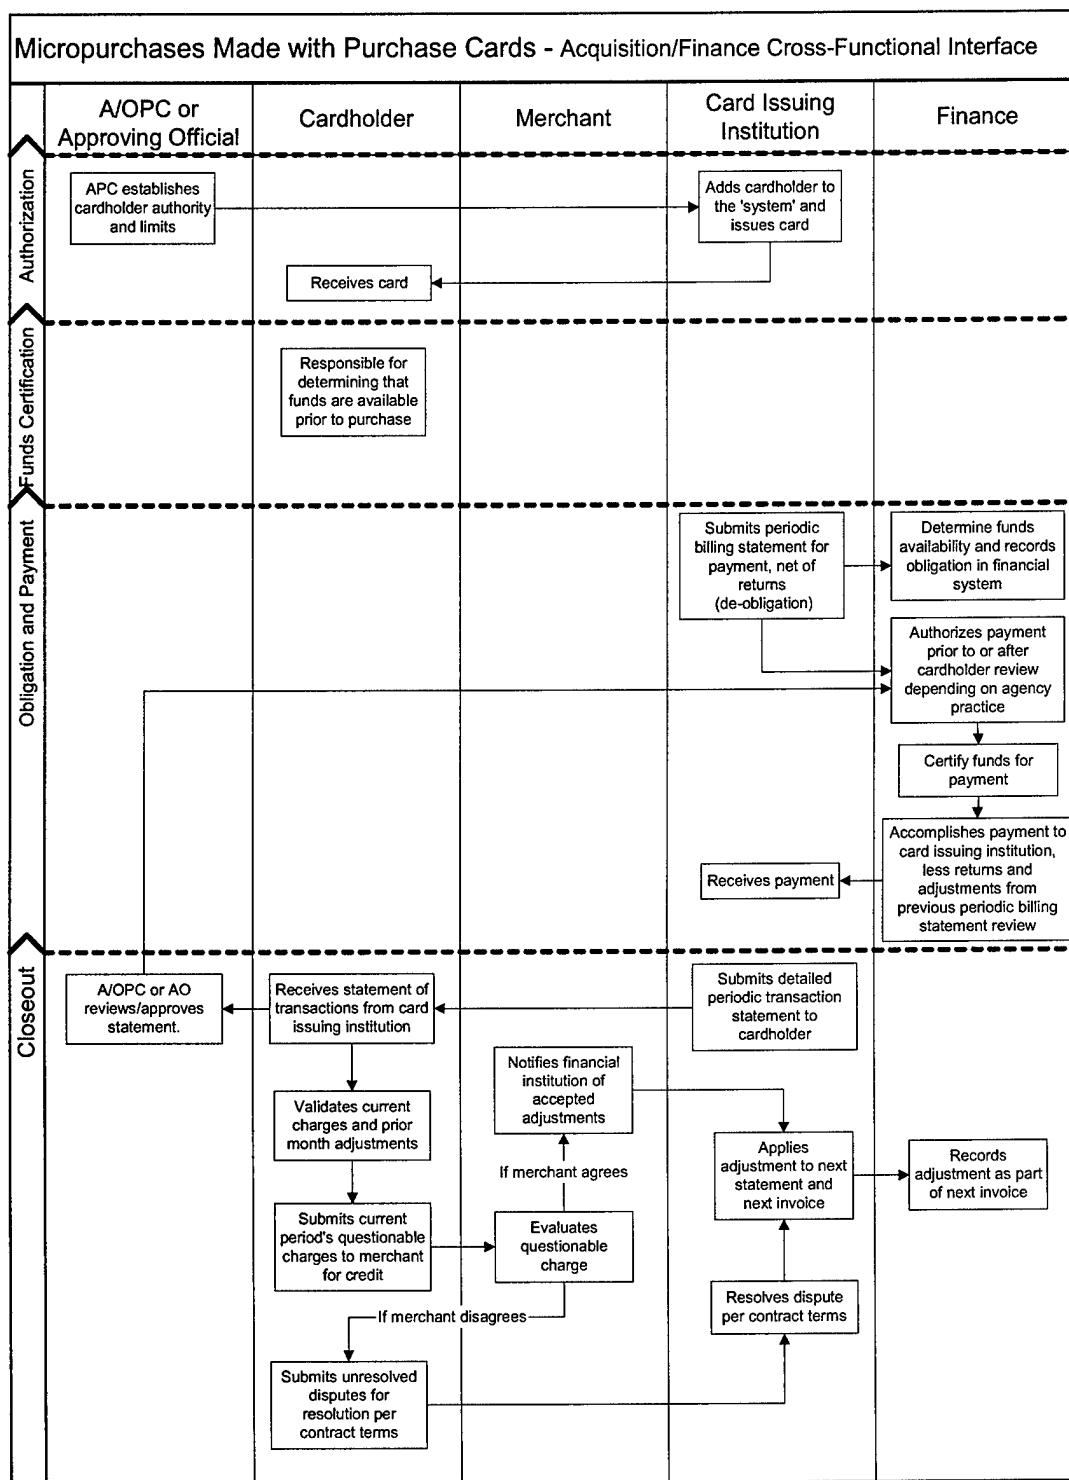 Micropurchases Made with Purchase Cards - Acquisition/Finance Cross-Functional Interface
A/OPC or
Approving Official
Cardholder
Merchant
Card Issuing
Institution
Finance
Authorization
APC establishes
cardholder authority
and limits
Adds cardholder to
the 'system' and
issues card
Receives card
Funds Certification
Responsible for
determining that
funds are available
prior to purchase
Obligation and Payment
Submits periodic
billing statement for
payment, net of
returns
(de-obligation)
Determine funds
availability and records
obligation in financial
system
Authorizes payment
prior to or after
cardholder review
depending on agency
practice
Certify funds for
payment
Accomplishes payment to
card issuing institution,
less returns and
adjustments from
previous periodic billing
statement review
Receives payment
Closeout
A/OPC or AO
reviews/approves
statement.
Receives statement of
transactions from card
issuing institution
Submits detailed
periodic transaction
statement to
cardholder
Notifies financial
institution of
accepted
adjustments
Validates current
charges and prior
month adjustments
If merchant agrees
Applies
adjustment to next
statement and
next invoice
Records
adjustment as part
of next invoice
Submits current
period's questionable
charges to merchant
for credit
Evaluates
questionable
charge
Resolves dispute
per contract terms
If merchant disagrees
Submits unresolved
disputes for
resolution per
contract terms